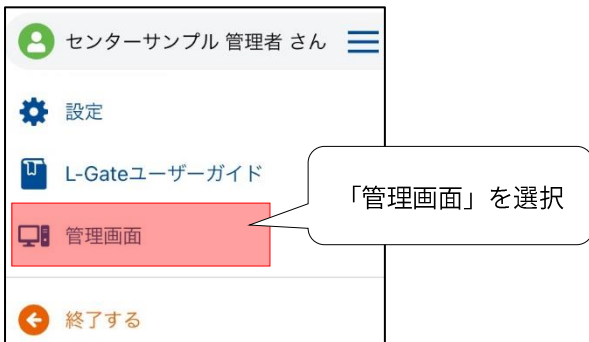 センターサンプル 管理者 さん
設定
L-Gateユーザーガイド
「管理画面」を選択
管理画面
終了する